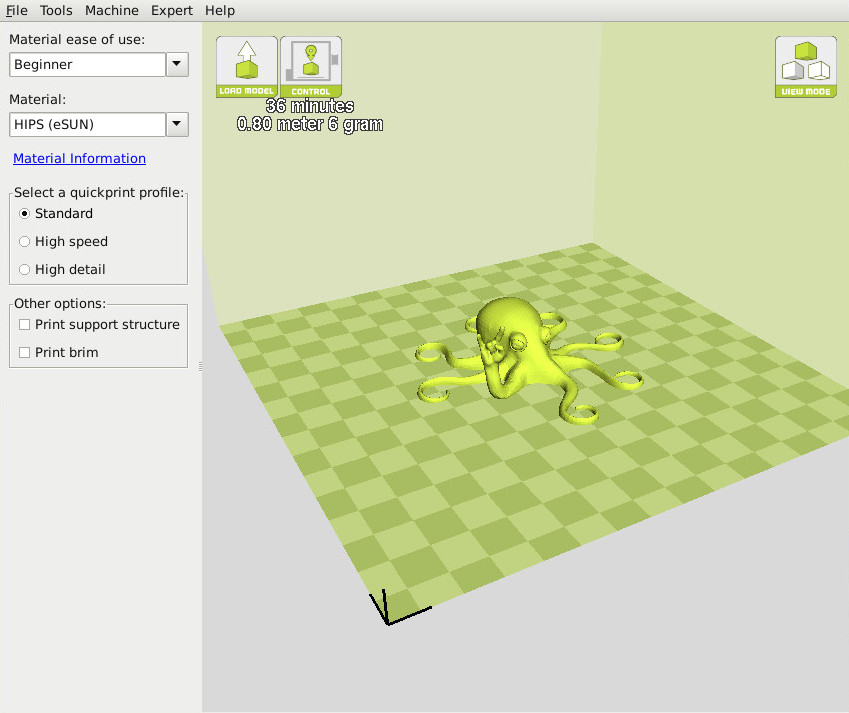 File Tools Machine Expert Help
Material ease of use:
Beginner
Material:
HIPS (eSUN)
Material Information
Select a quickprint profile:
Standard
High speed
High detail
Other options:
Print support structure
Print brim
LOAD MODEL
CONTROL
36 minutes
0.80 meter 6 gram
VIEW MODE